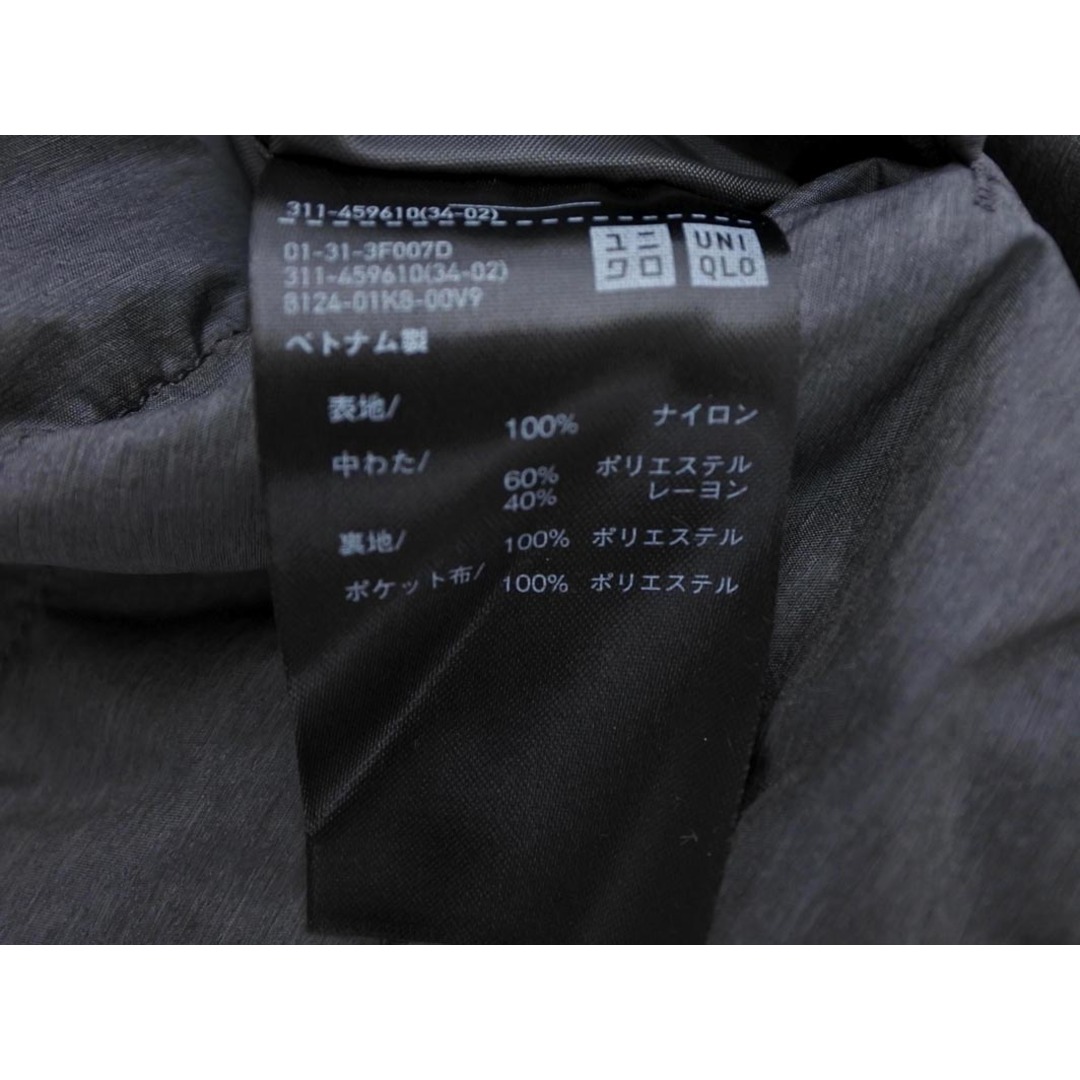 311-459610(34-02)
01-31-3F007D
311-459610(34-02)
8124-01K8-00V9
ユニ
クロ
UNI
QLO
ベトナム製
表地/ 100% ナイロン
中わた/ 60% ポリエステル
40% レーヨン
裏地/ 100% ポリエステル
ポケット布/ 100% ポリエステル